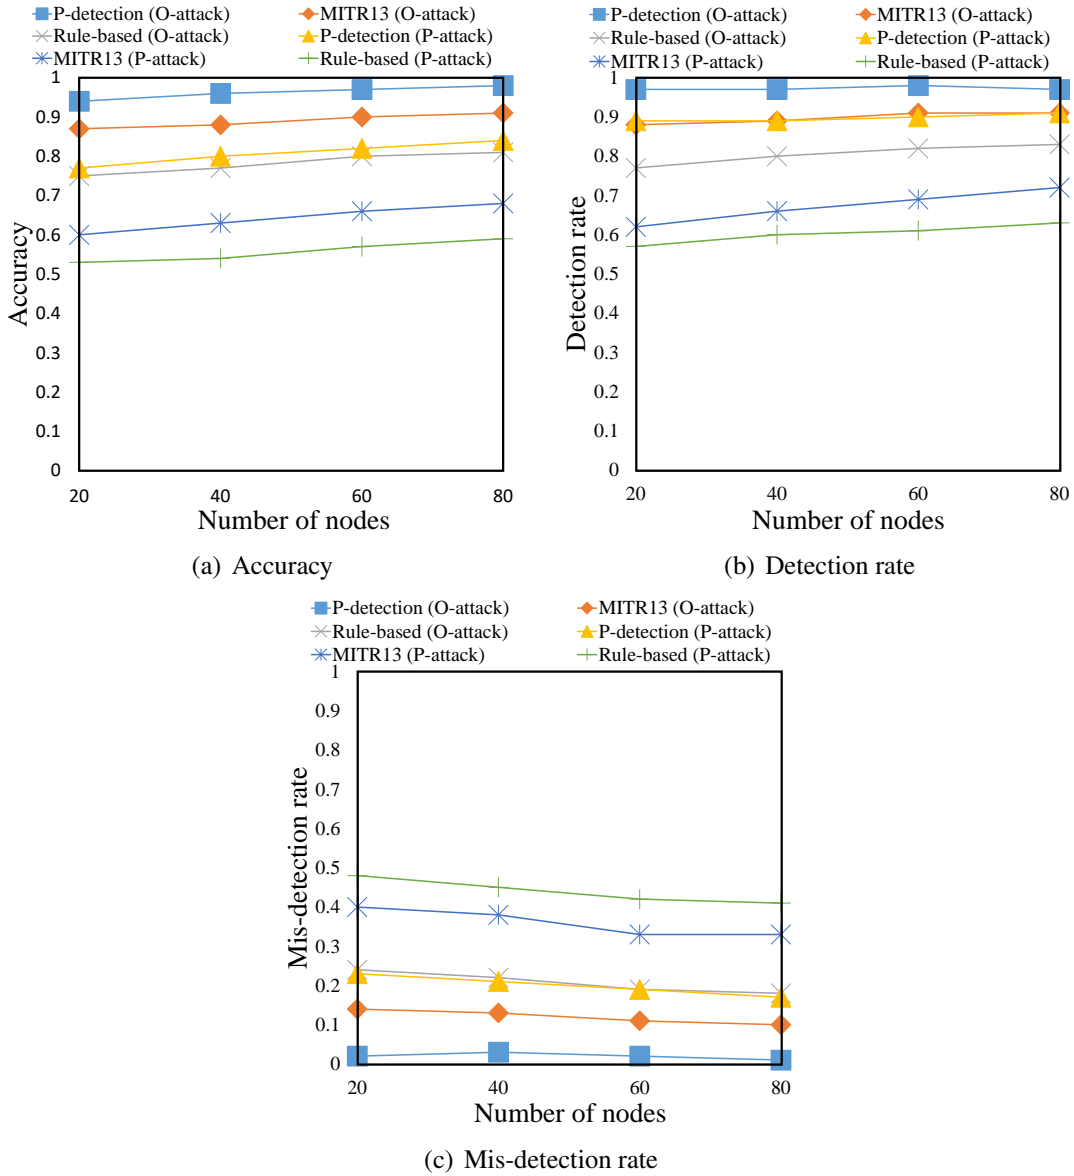 P-detection (O-attack) MITR13 (O-attack)
Rule-based (O-attack) P-detection (P-attack)
MITR13 (P-attack) Rule-based (P-attack)
1
0.9
0.8
0.7
0.6
0.5
0.4
0.3
0.2
0.1
0
Accuracy
20 40 60 80
Number of nodes
(a) Accuracy
P-detection (O-attack) MITR13 (O-attack)
Rule-based (O-attack) P-detection (P-attack)
MITR13 (P-attack) Rule-based (P-attack)
1
0.9
0.8
0.7
0.6
0.5
0.4
0.3
0.2
0.1
0
Detection rate
20 40 60 80
Number of nodes
(b) Detection rate
P-detection (O-attack) MITR13 (O-attack)
Rule-based (O-attack) P-detection (P-attack)
MITR13 (P-attack) Rule-based (P-attack)
1
0.9
0.8
0.7
0.6
0.5
0.4
0.3
0.2
0.1
0
Mis-detection rate
20 40 60 80
Number of nodes
(c) Mis-detection rate